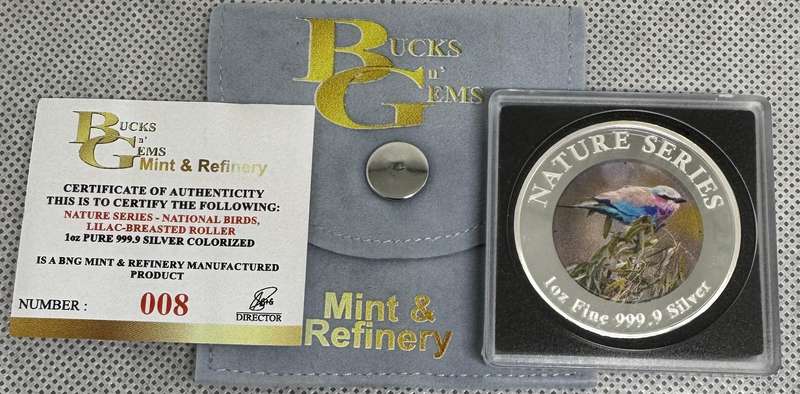 BUCKS
n'
GEMS
Mint &
Refinery
BUCKS
n'
GEMS
Mint & Refinery
CERTIFICATE OF AUTHENTICITY
THIS IS TO CERTIFY THE FOLLOWING:
NATURE SERIES - NATIONAL BIRDS,
LILAC-BREASTED ROLLER
1oz PURE 999.9 SILVER COLORIZED
IS A BNG MINT & REFINERY MANUFACTURED
PRODUCT
NUMBER : 008
DIRECTOR
NATURE SERIES
1oz Fine 999.9 Silver